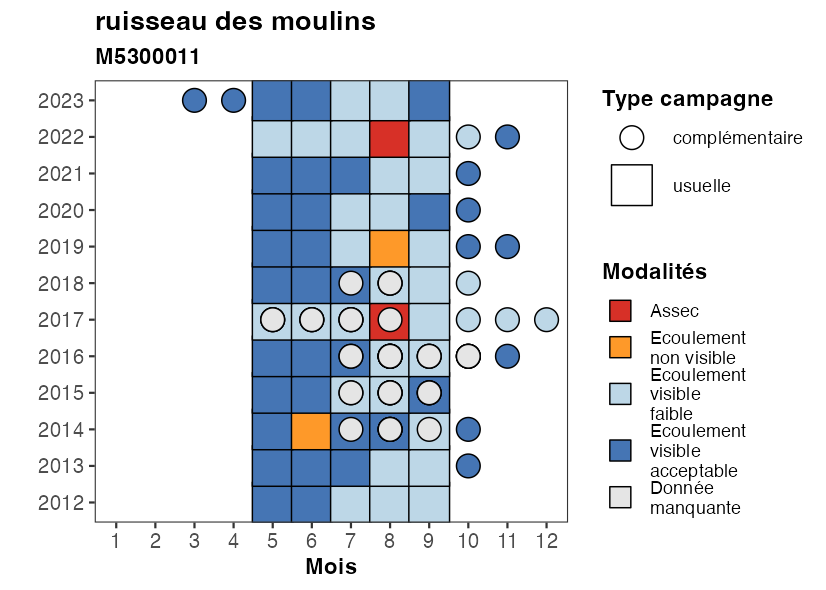 ruisseau des moulins
M5300011
2023
2022
2021
2020
2019
2018
2017
2016
2015
2014
2013
2012
1 2 3 4 5 6 7 8 9 10 11 12
Mois
Type campagne
complémentaire
usuelle
Modalités
Assec
Ecoulement
non visible
Ecoulement
visible
faible
Ecoulement
visible
acceptable
Donnée
manquante